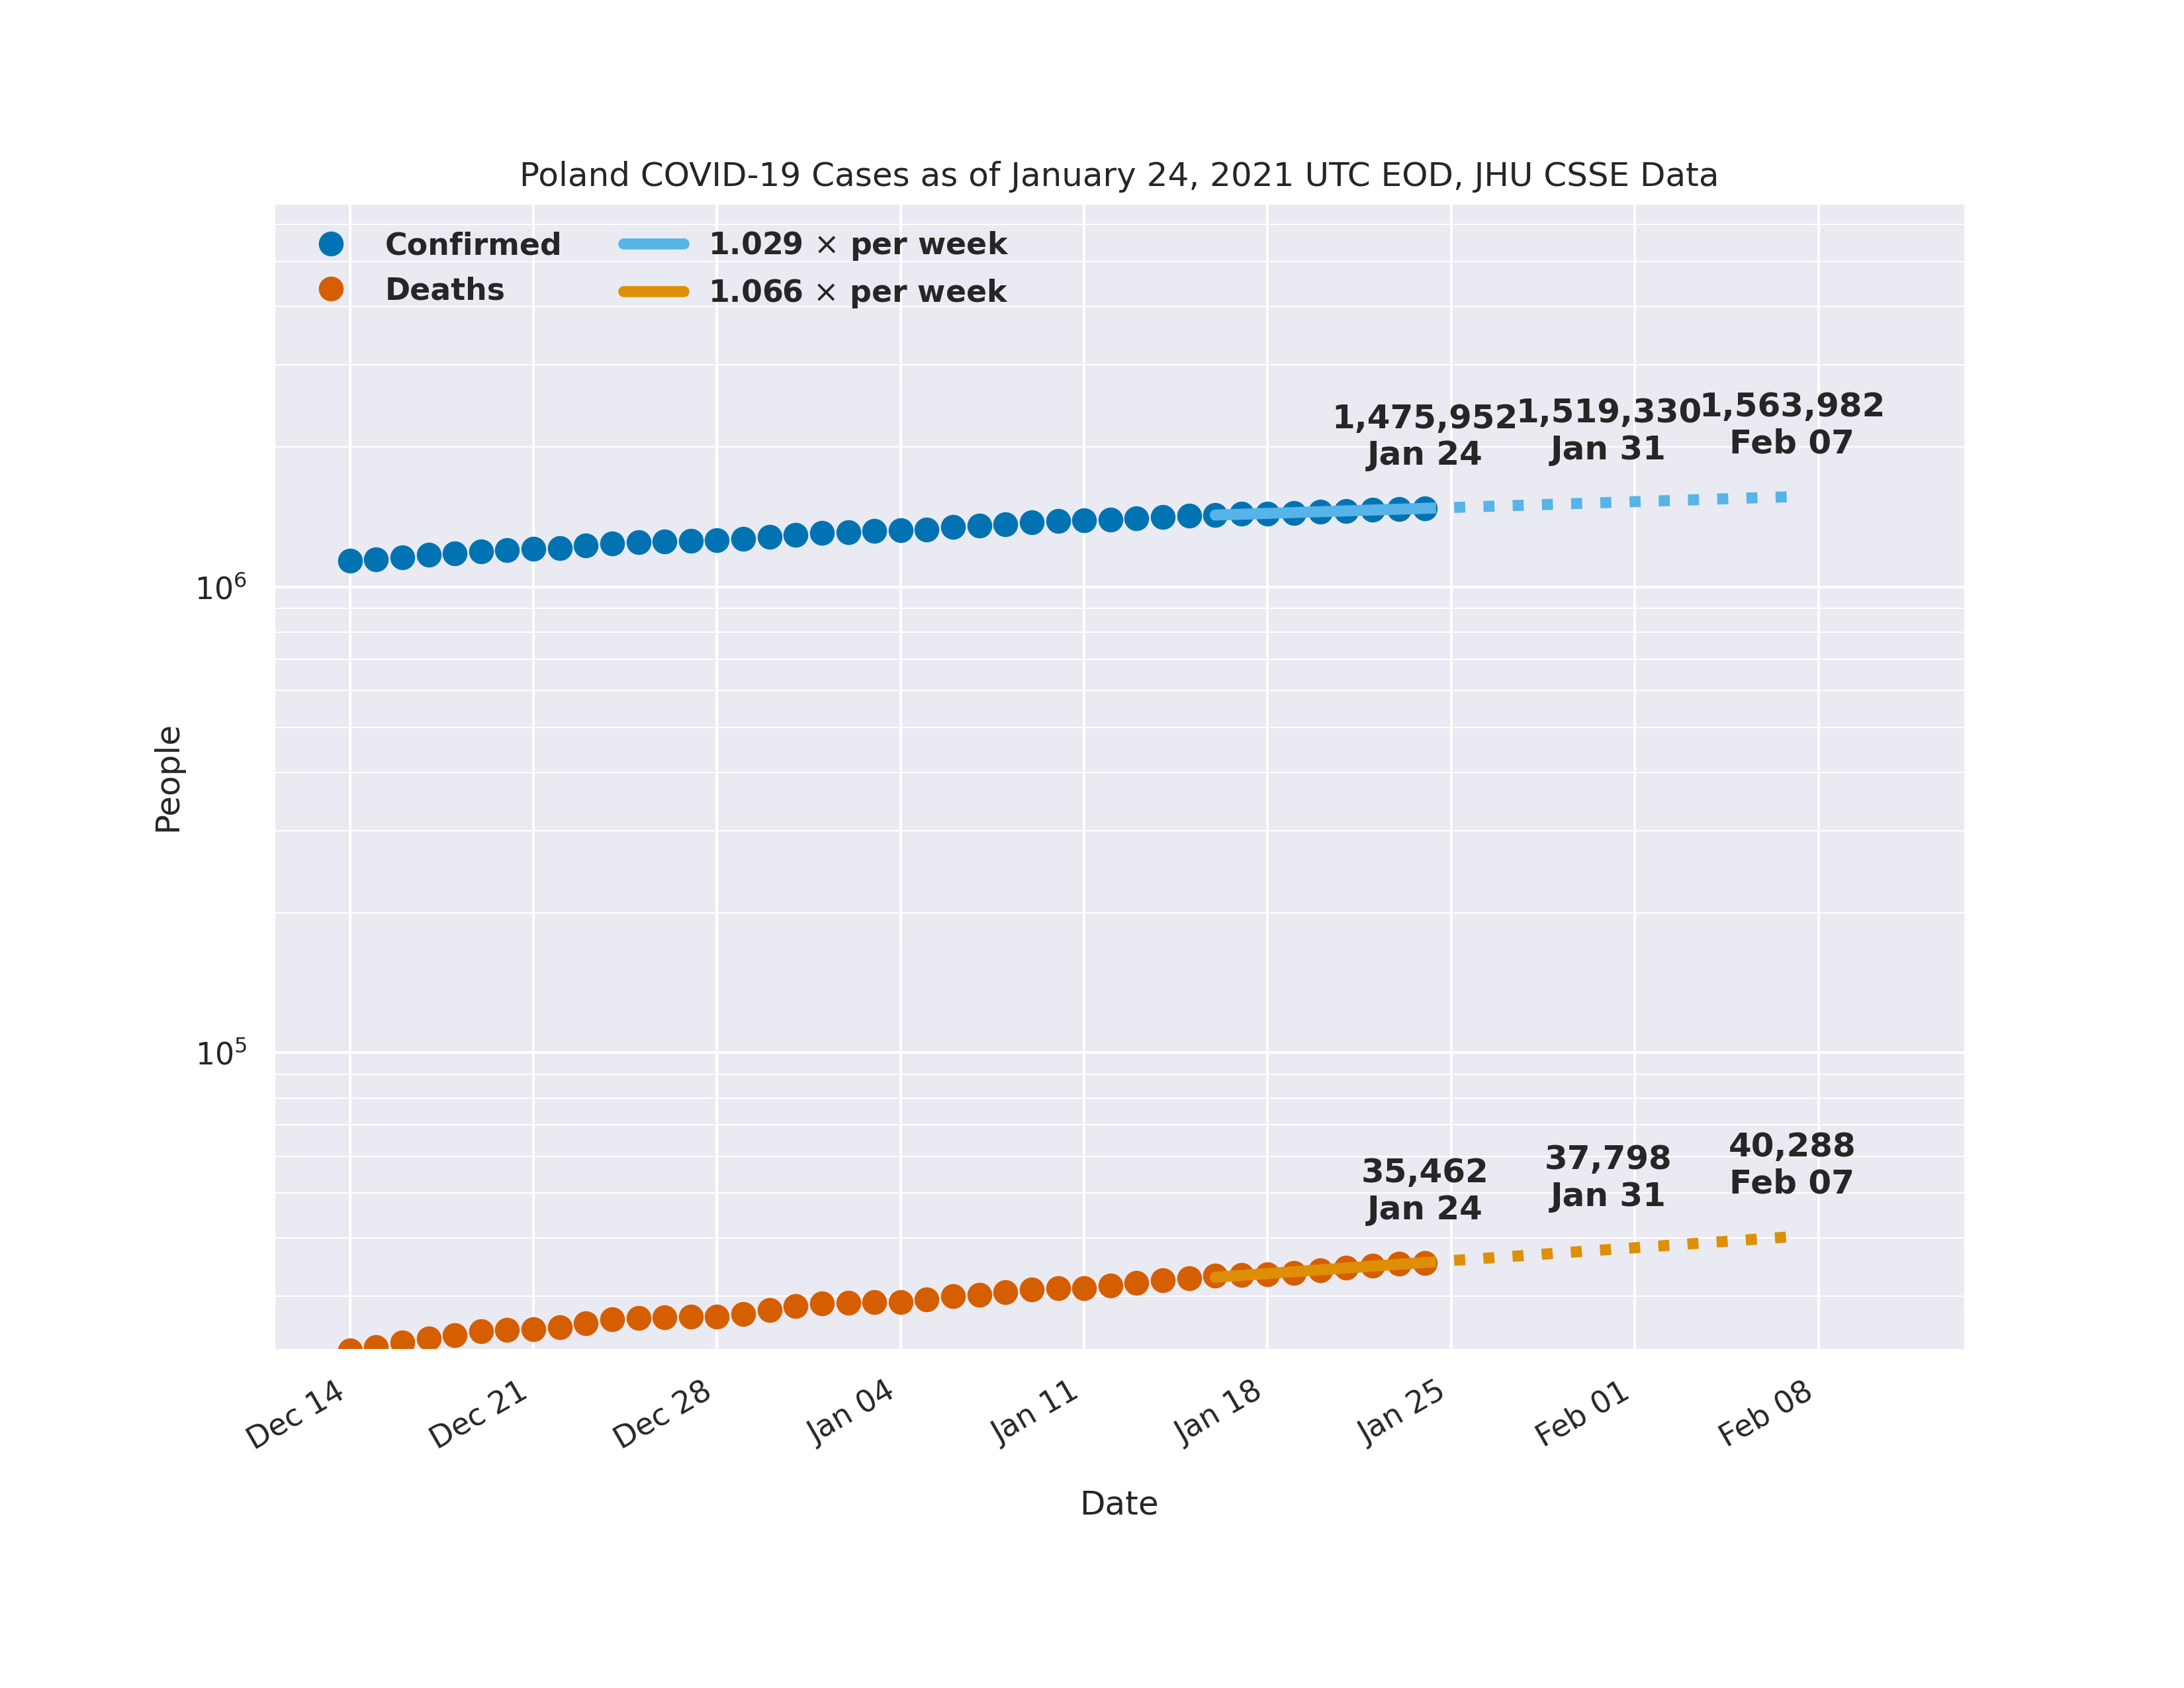 Poland COVID-19 Cases as of January 24, 2021 UTC EOD, JHU CSSE Data
Confirmed
Deaths
1.029 × per week
1.066 × per week
1,475,952
Jan 24
1,519,330
Jan 31
1,563,982
Feb 07
10⁶
People
10⁵
35,462
Jan 24
37,798
Jan 31
40,288
Feb 07
Dec 14
Dec 21
Dec 28
Jan 04
Jan 11
Jan 18
Jan 25
Feb 01
Feb 08
Date